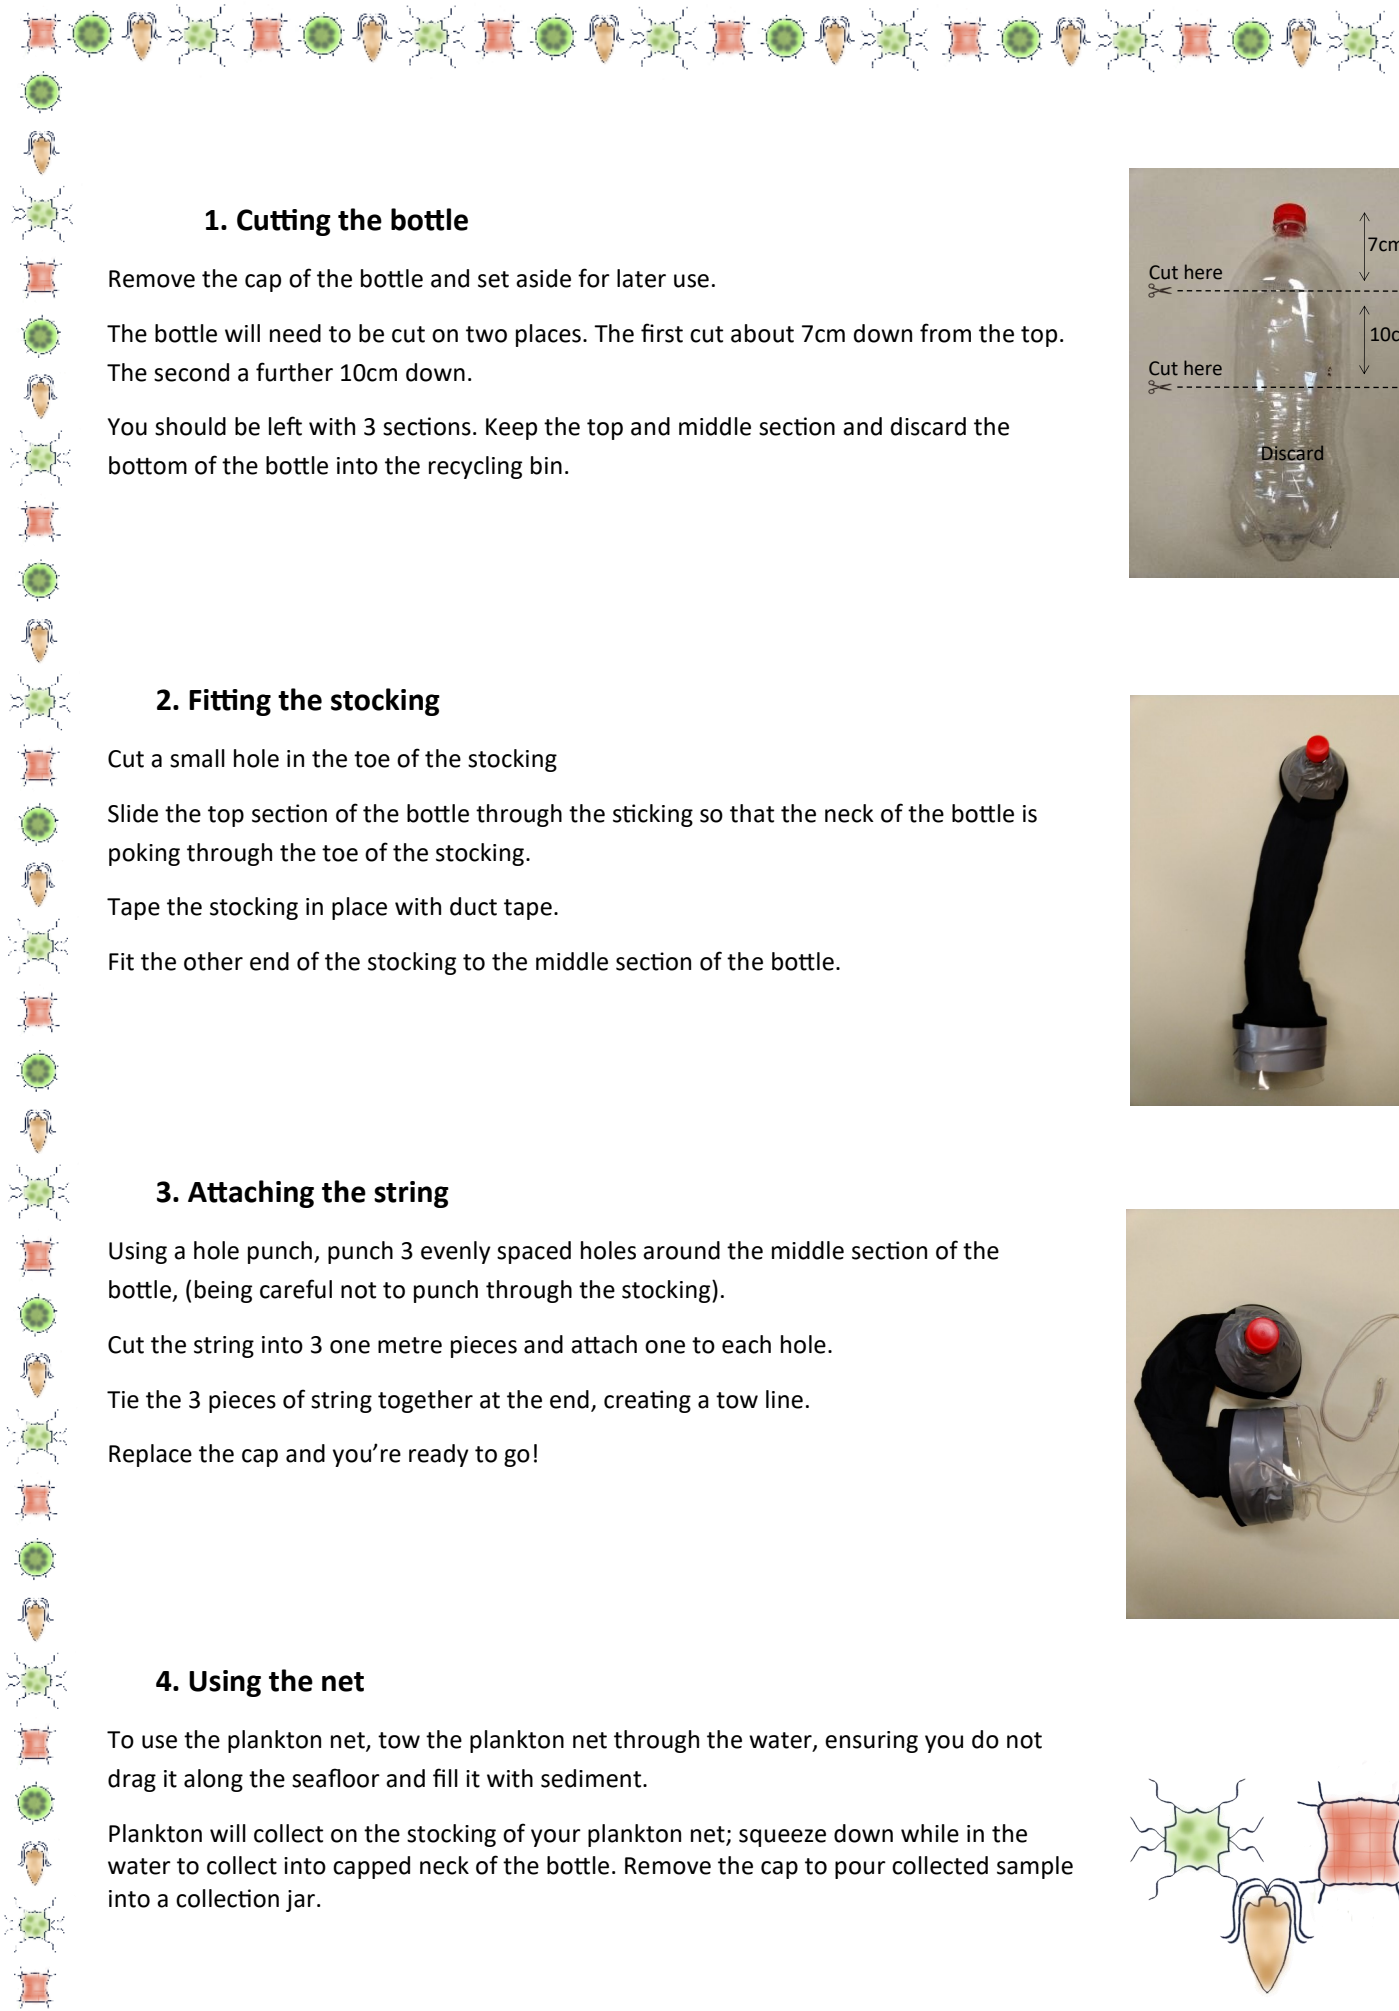 1. Cutting the bottle
Remove the cap of the bottle and set aside for later use.
The bottle will need to be cut on two places. The first cut about 7cm down from the top.
The second a further 10cm down.
You should be left with 3 sections. Keep the top and middle section and discard the
bottom of the bottle into the recycling bin.
7cm
Cut here
Cut here
Discard
2. Fitting the stocking
Cut a small hole in the toe of the stocking
Slide the top section of the bottle through the sticking so that the neck of the bottle is
poking through the toe of the stocking.
Tape the stocking in place with duct tape.
Fit the other end of the stocking to the middle section of the bottle.
3. Attaching the string
Using a hole punch, punch 3 evenly spaced holes around the middle section of the
bottle, (being careful not to punch through the stocking).
Cut the string into 3 one metre pieces and attach one to each hole.
Tie the 3 pieces of string together at the end, creating a tow line.
Replace the cap and you’re ready to go!
4. Using the net
To use the plankton net, tow the plankton net through the water, ensuring you do not
drag it along the seafloor and fill it with sediment.
Plankton will collect on the stocking of your plankton net; squeeze down while in the
water to collect into capped neck of the bottle. Remove the cap to pour collected sample
into a collection jar.